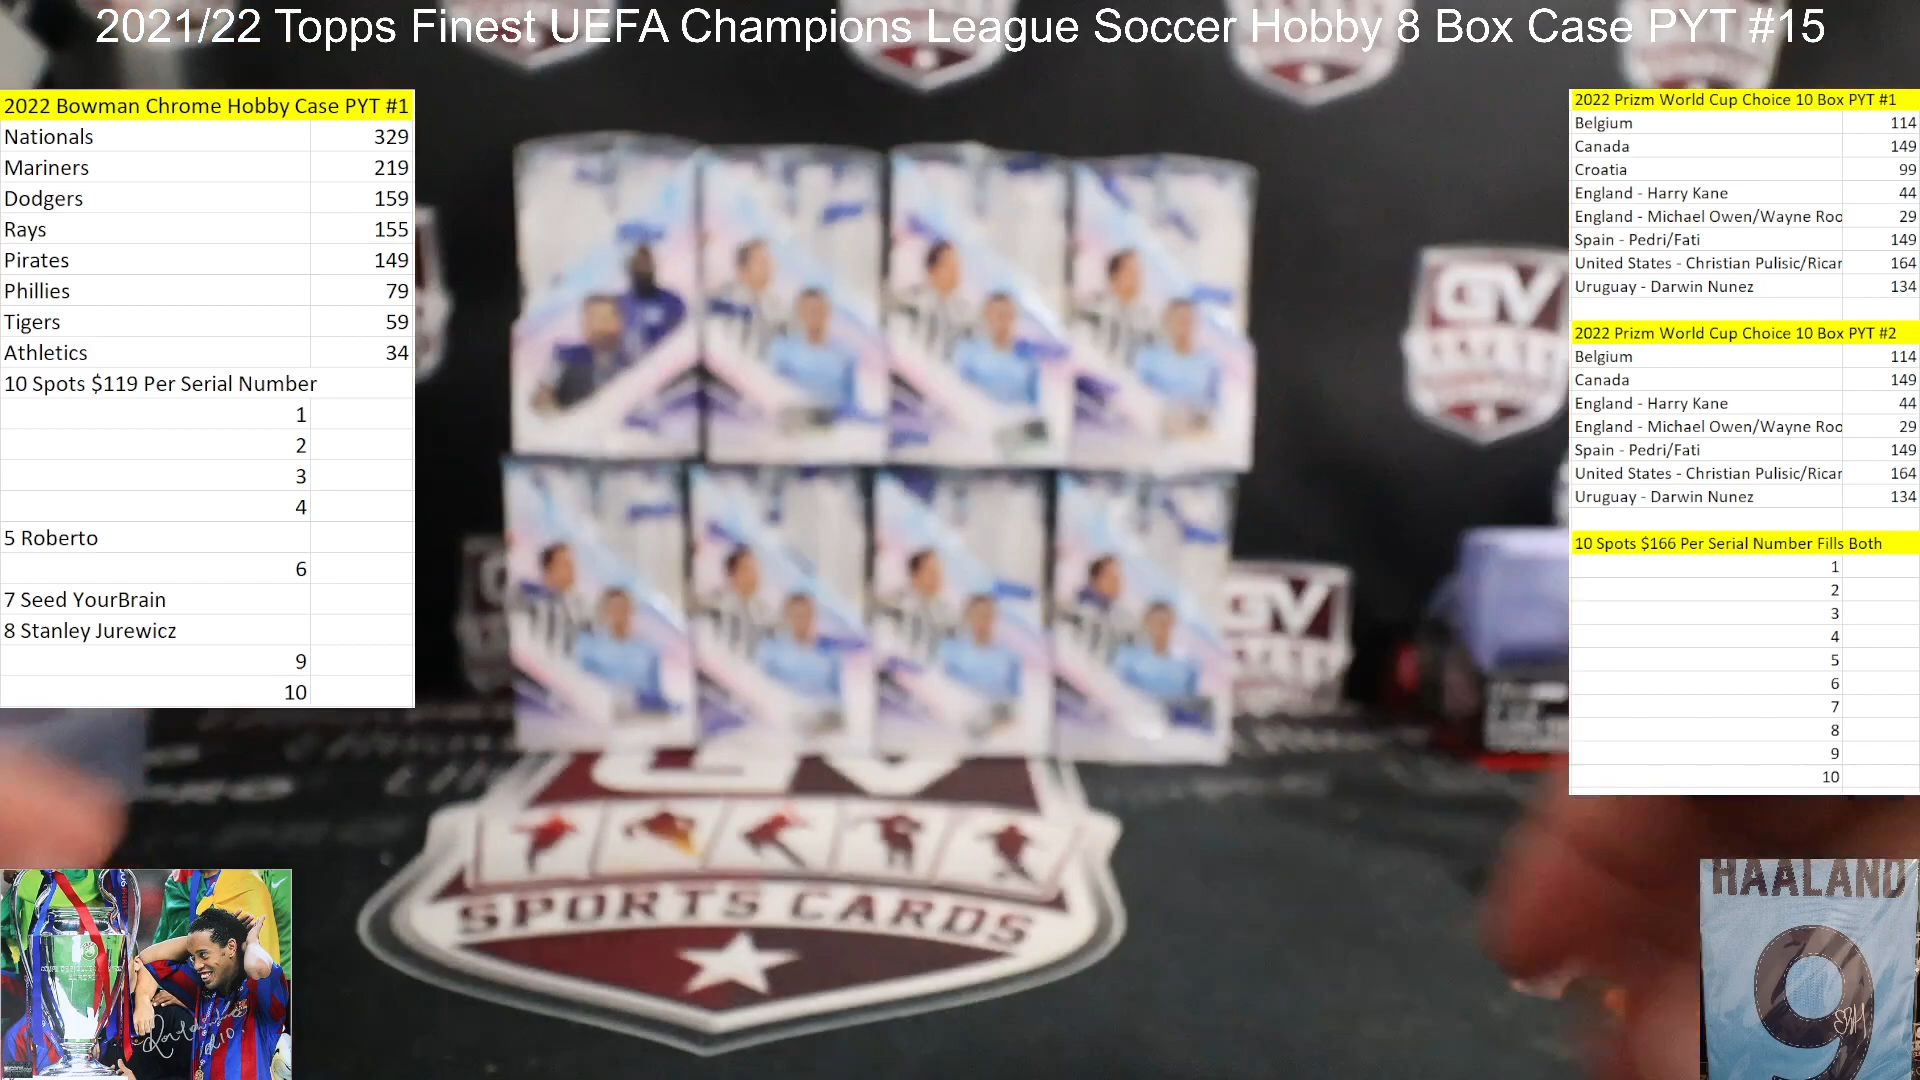 2021/22 Topps Finest UEFA Champions League Soccer Hobby 8 Box Case PYT #15
2022 Bowman Chrome Hobby Case PYT #1
Nationals 329
Mariners 219
Dodgers 159
Rays 155
Pirates 149
Phillies 79
Tigers 59
Athletics 34
10 Spots $119 Per Serial Number
1
2
3
4
5 Roberto
6
7 Seed YourBrain
8 Stanley Jurewicz
9
10
2022 Prizm World Cup Choice 10 Box PYT #1
Belgium 114
Canada 149
Croatia 99
England - Harry Kane 44
England - Michael Owen/Wayne Roo 29
Spain - Pedri/Fati 149
United States - Christian Pulisic/Ricar 164
Uruguay - Darwin Nunez 134
2022 Prizm World Cup Choice 10 Box PYT #2
Belgium 114
Canada 149
England - Harry Kane 44
England - Michael Owen/Wayne Roo 29
Spain - Pedri/Fati 149
United States - Christian Pulisic/Ricar 164
Uruguay - Darwin Nunez 134
10 Spots $166 Per Serial Number Fills Both
1
2
3
4
5
6
7
8
9
10
GV
GV
GV
SPORTS CARDS
HAALAND
9